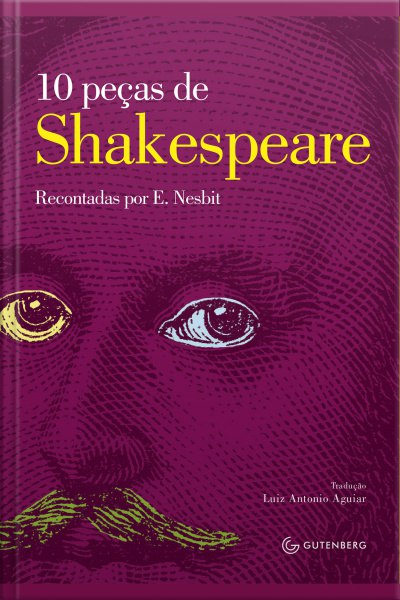 10 peças de
Shakespeare
Recontadas por E. Nesbit
Tradução
Luiz Antonio Aguiar
GUTENBERG